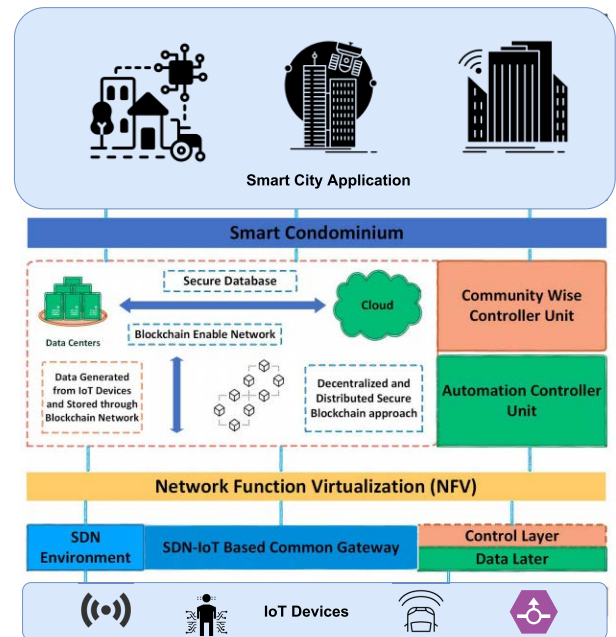 Smart City Application
Smart Condominium
Secure Database
Data Centers
Cloud
Blockchain Enable Network
Data Generated
from IoT Devices
and Stored through
Blockchain Network
Decentralized and
Distributed Secure
Blockchain approach
Community Wise
Controller Unit
Automation Controller
Unit
Network Function Virtualization (NFV)
SDN
Environment
SDN-IoT Based Common Gateway
Control Layer
Data Later
IoT Devices